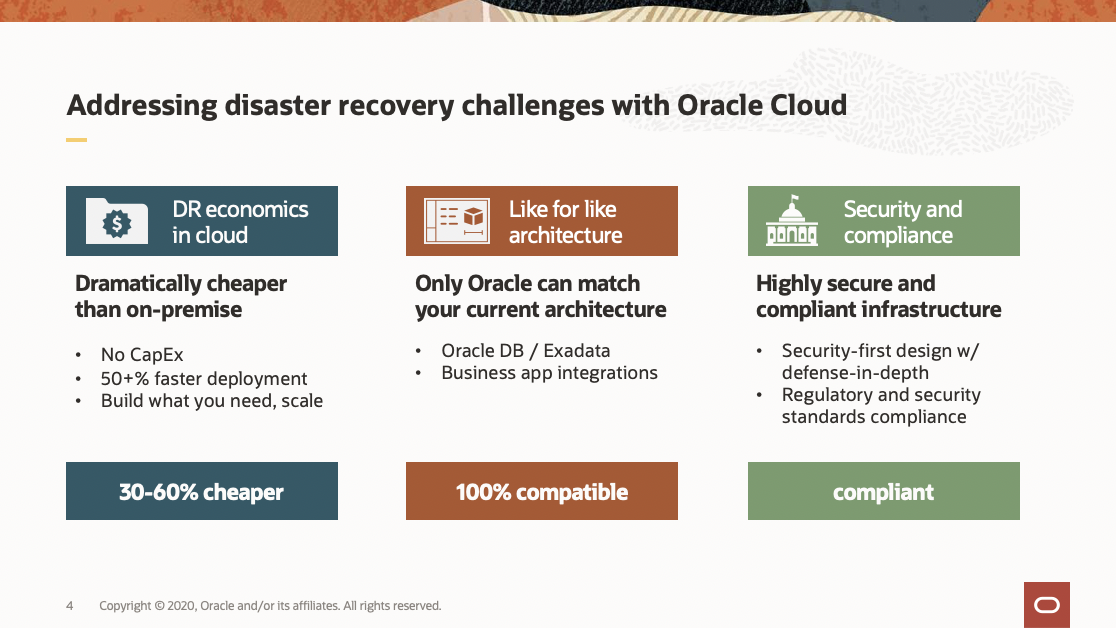 Addressing disaster recovery challenges with Oracle Cloud
$
DR economics
in cloud
Dramatically cheaper
than on-premise
• No CapEx
• 50+% faster deployment
• Build what you need, scale
30-60% cheaper
Like for like
architecture
Only Oracle can match
your current architecture
• Oracle DB / Exadata
• Business app integrations
100% compatible
Security and
compliance
Highly secure and
compliant infrastructure
• Security-first design w/
defense-in-depth
• Regulatory and security
standards compliance
compliant
4 Copyright © 2020, Oracle and/or its affiliates. All rights reserved.